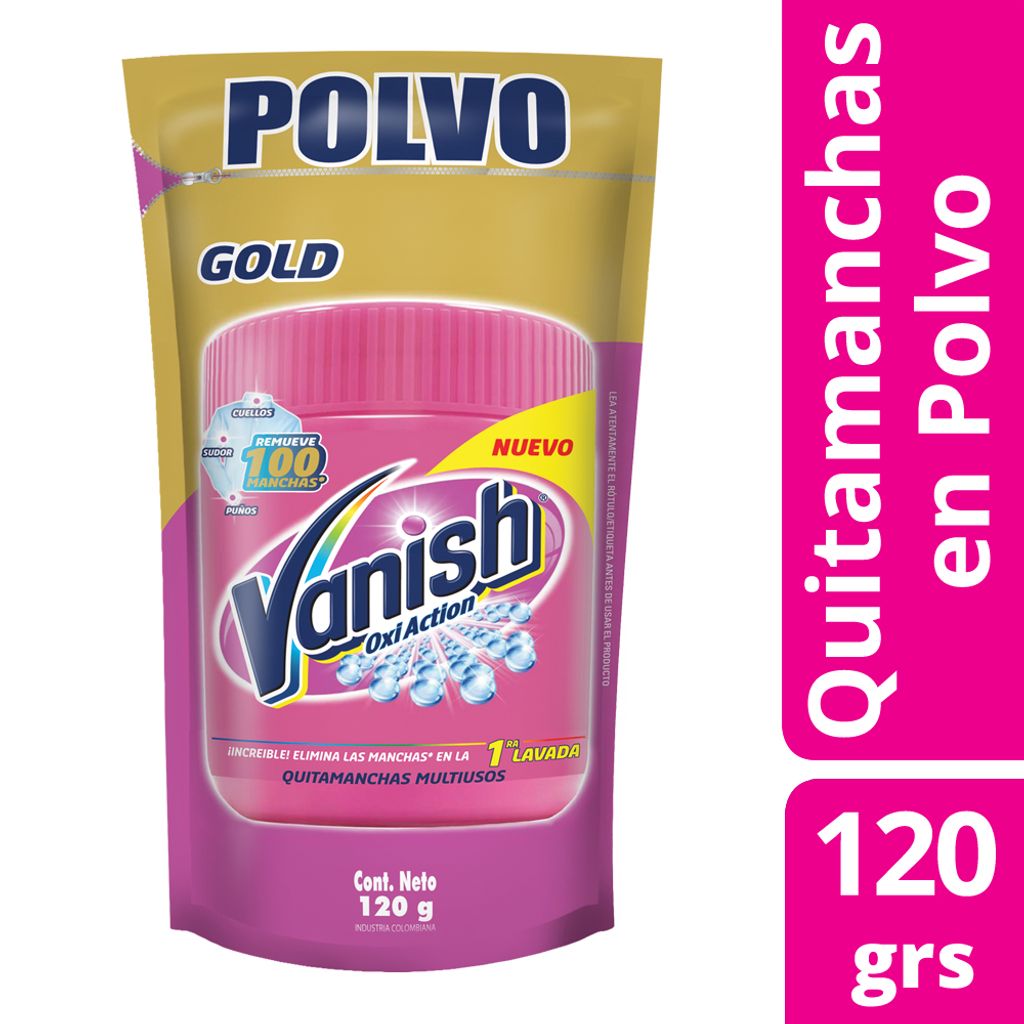 POLVO
GOLD
CUELLOS
SUDOR
REMUEVE
100
MANCHAS*
PUÑOS
NUEVO
Vanish®
Oxi Action
¡INCREIBLE! ELIMINA LAS MANCHAS* EN LA 1RA LAVADA
QUITAMANCHAS MULTIUSOS
LEA ATENTAMENTE EL RÓTULO/ETIQUETA ANTES DE USAR EL PRODUCTO
Cont. Neto
120 g
INDUSTRIA COLOMBIANA
Quitamanchas
en Polvo
120
grs